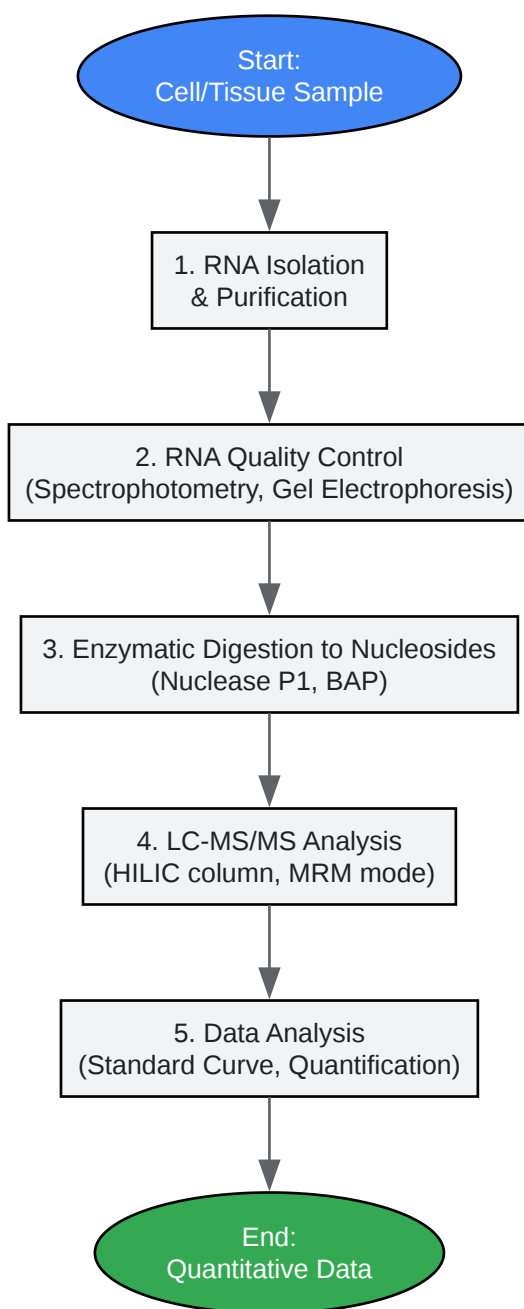 Start:
Cell/Tissue Sample
1. RNA Isolation
& Purification
2. RNA Quality Control
(Spectrophotometry, Gel Electrophoresis)
3. Enzymatic Digestion to Nucleosides
(Nuclease P1, BAP)
4. LC-MS/MS Analysis
(HILIC column, MRM mode)
5. Data Analysis
(Standard Curve, Quantification)
End:
Quantitative Data